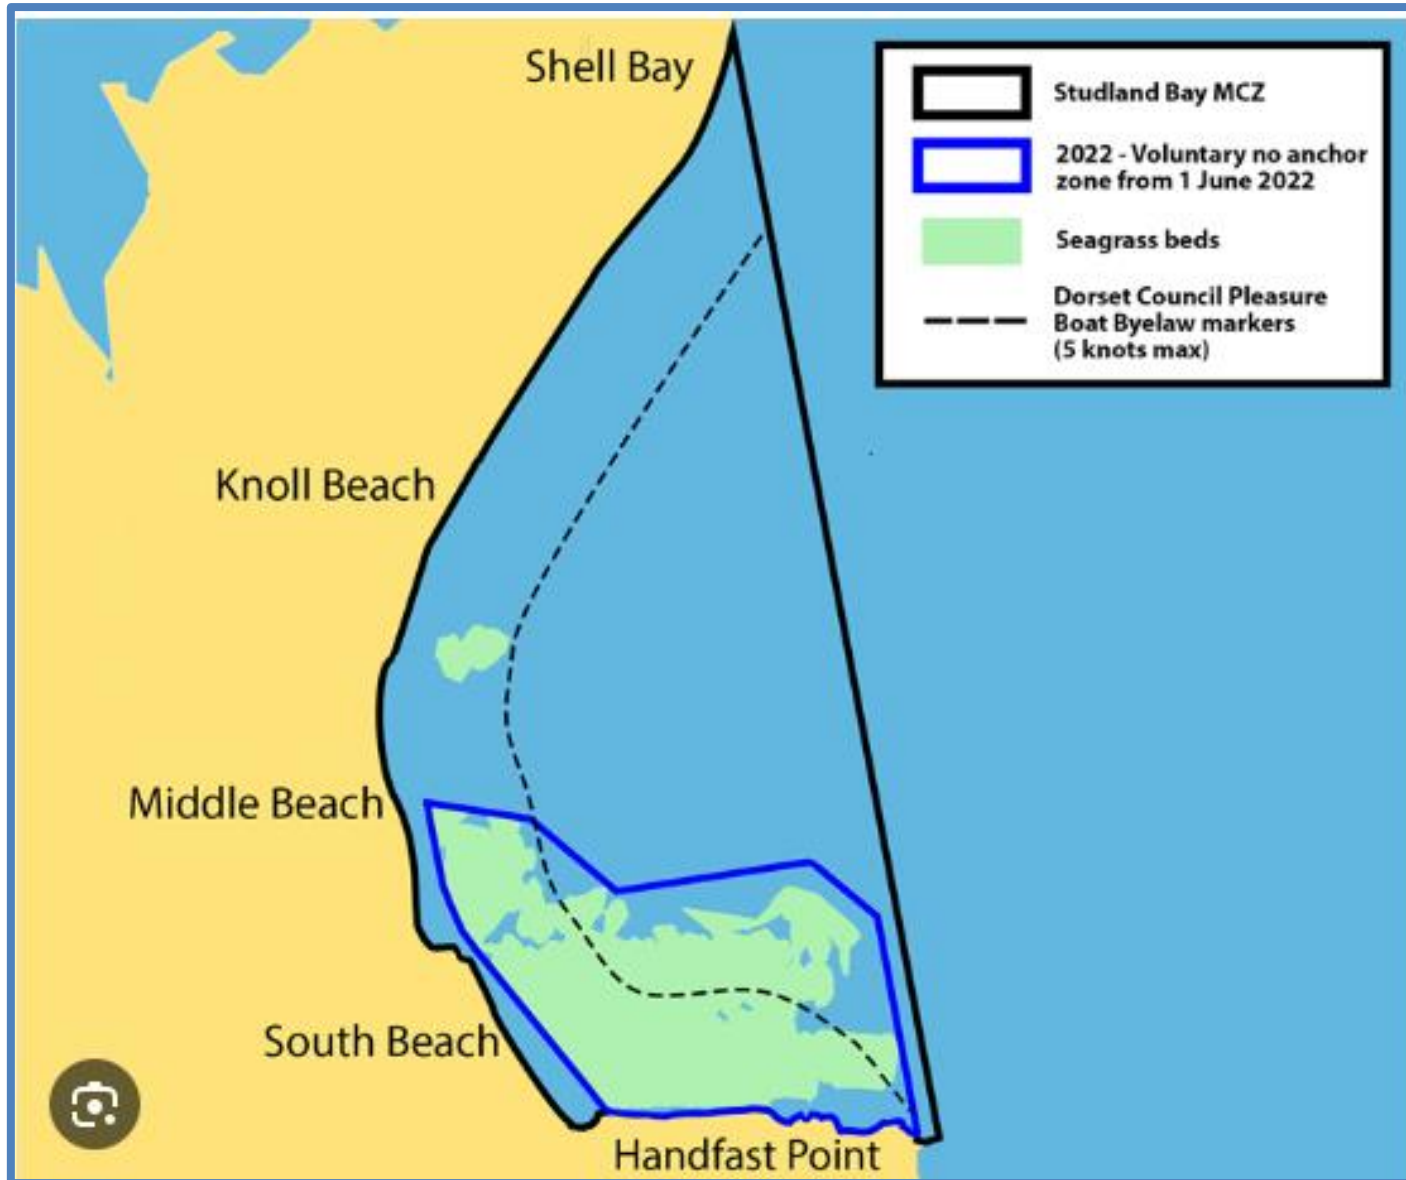 Shell Bay
Studland Bay MCZ
2022 - Voluntary no anchor
zone from 1 June 2022
Seagrass beds
Dorset Council Pleasure
Boat Byelaw markers
(5 knots max)
Knoll Beach
Middle Beach
South Beach
Handfast Point